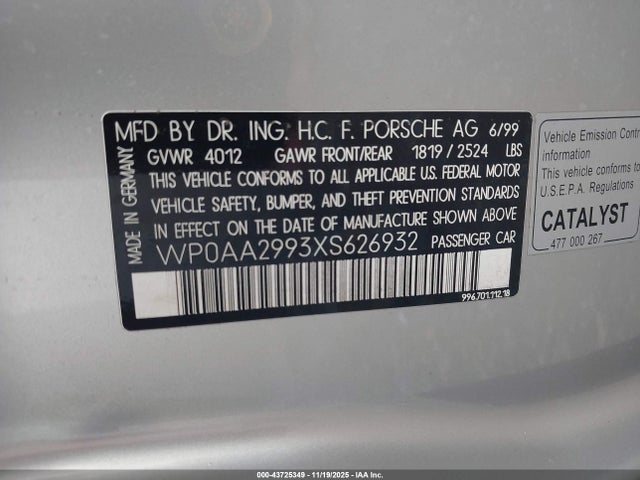 MFD BY DR. ING. H.C. F. PORSCHE AG 6/99
GVWR 4012 GAWR FRONT/REAR 1819 / 2524 LBS
THIS VEHICLE CONFORMS TO ALL APPLICABLE U.S. FEDERAL MOTOR
VEHICLE SAFETY, BUMPER, AND THEFT PREVENTION STANDARDS
IN EFFECT ON THE DATE OF MANUFACTURE SHOWN ABOVE.
WP0AA2993XS626932 PASSENGER CAR
996.701.112.18
MADE IN GERMANY
Vehicle Emission Contr
information
This vehicle conforms to
U.S.E.P.A. Regulations
CATALYST
477 000 267
000-43725349 - 11/19/2025 - IAA Inc.